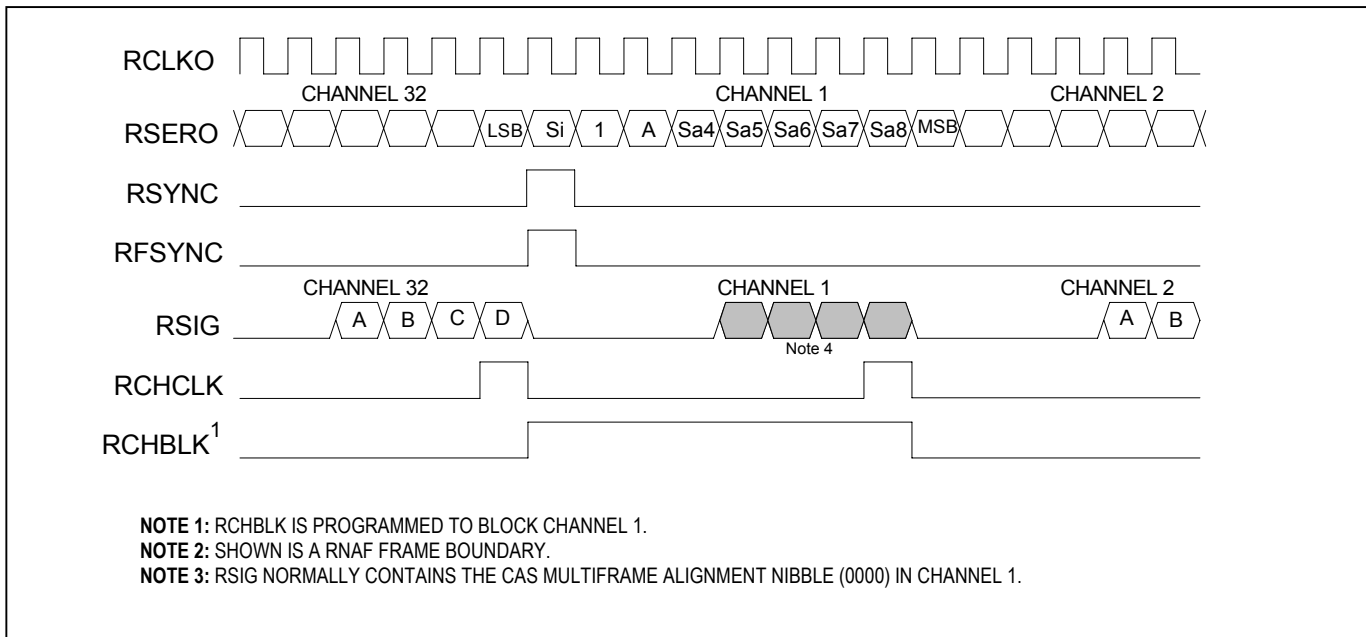 RCLKO
CHANNEL 32 CHANNEL 1 CHANNEL 2
RSERO LSB Si 1 A Sa4 Sa5 Sa6 Sa7 Sa8 MSB
RSYNC
RFSYNC
CHANNEL 32 CHANNEL 1 CHANNEL 2
RSIG A B C D A B
Note 4
RCHCLK
RCHBLK1
NOTE 1: RCHBLK IS PROGRAMMED TO BLOCK CHANNEL 1.
NOTE 2: SHOWN IS A RNAF FRAME BOUNDARY.
NOTE 3: RSIG NORMALLY CONTAINS THE CAS MULTIFRAME ALIGNMENT NIBBLE (0000) IN CHANNEL 1.